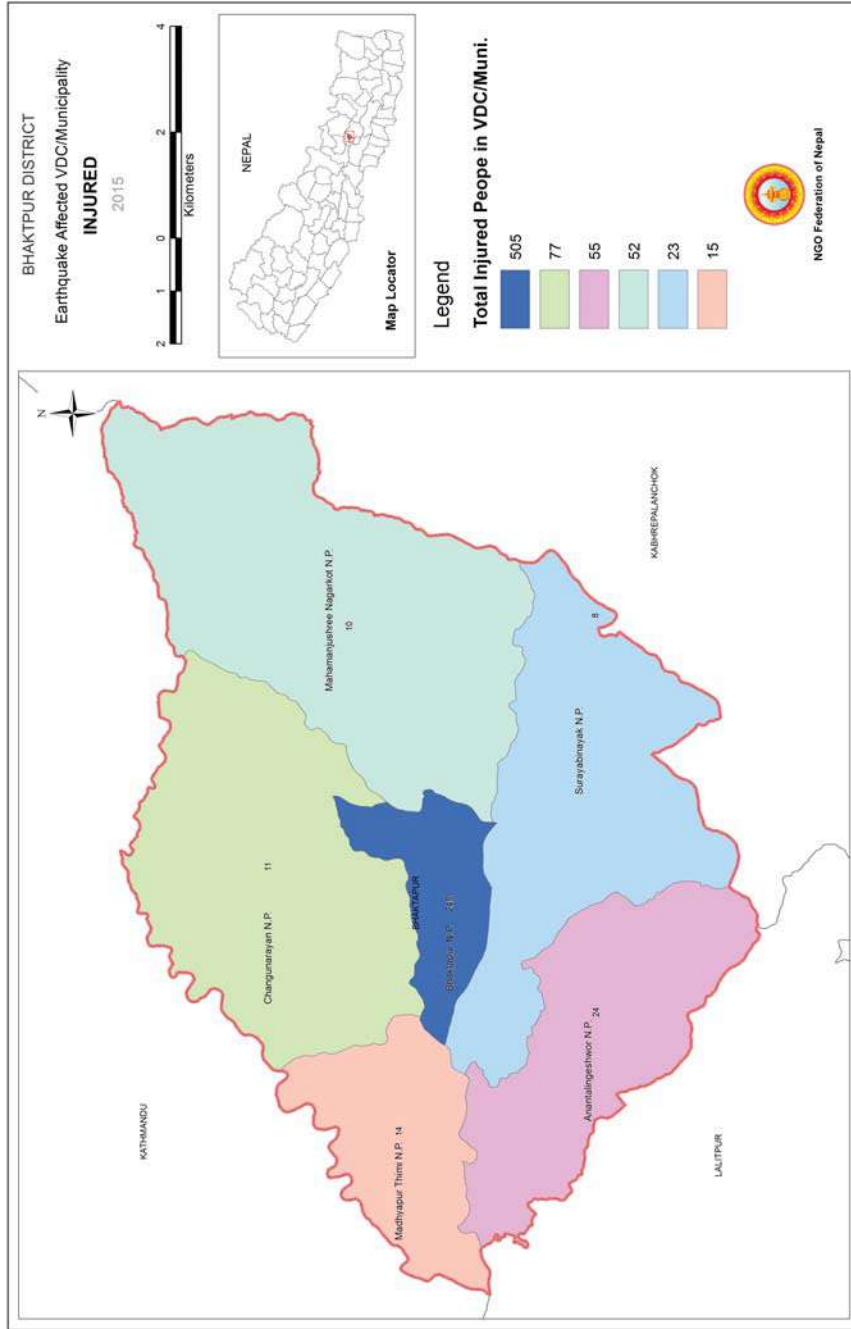 BHAKTPUR DISTRICT
Earthquake Affected VDC/Municipality
INJURED
2015
2 1 0 2 4
Kilometers
NEPAL
Map Locator
Legend
Total Injured Peope in VDC/Muni.
505
77
55
52
23
15
NGO Federation of Nepal
N
KATHMANDU
Changunarayan N.P.
11
Mahamanjushree Nagarkot N.P.
10
BHAKTAPUR
Bhaktapur N.P.
Madhyapur Thimi N.P. 14
Surayabinayak N.P.
8
Anantalingeshwor N.P. 24
KABHREPALANCHOK
LALITPUR